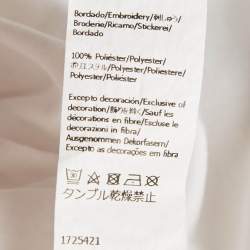 Bordado/Embroidery/刺しゅう/
Broderie/Ricamo/Stickerei/
Bordado
100% Poliéster/Polyester/
ポリエステル/Polyester/Poliestere/
Polyester/Poliéster
Excepto decoración/Exclusive of
decoration/飾りを除く/Sauf les
décorations en fibre/Escluse le
decorazioni in fibra/
Ausgenommen Dekorfasern/
Excepto as decorações em fibra
タンブル乾燥禁止
1725421